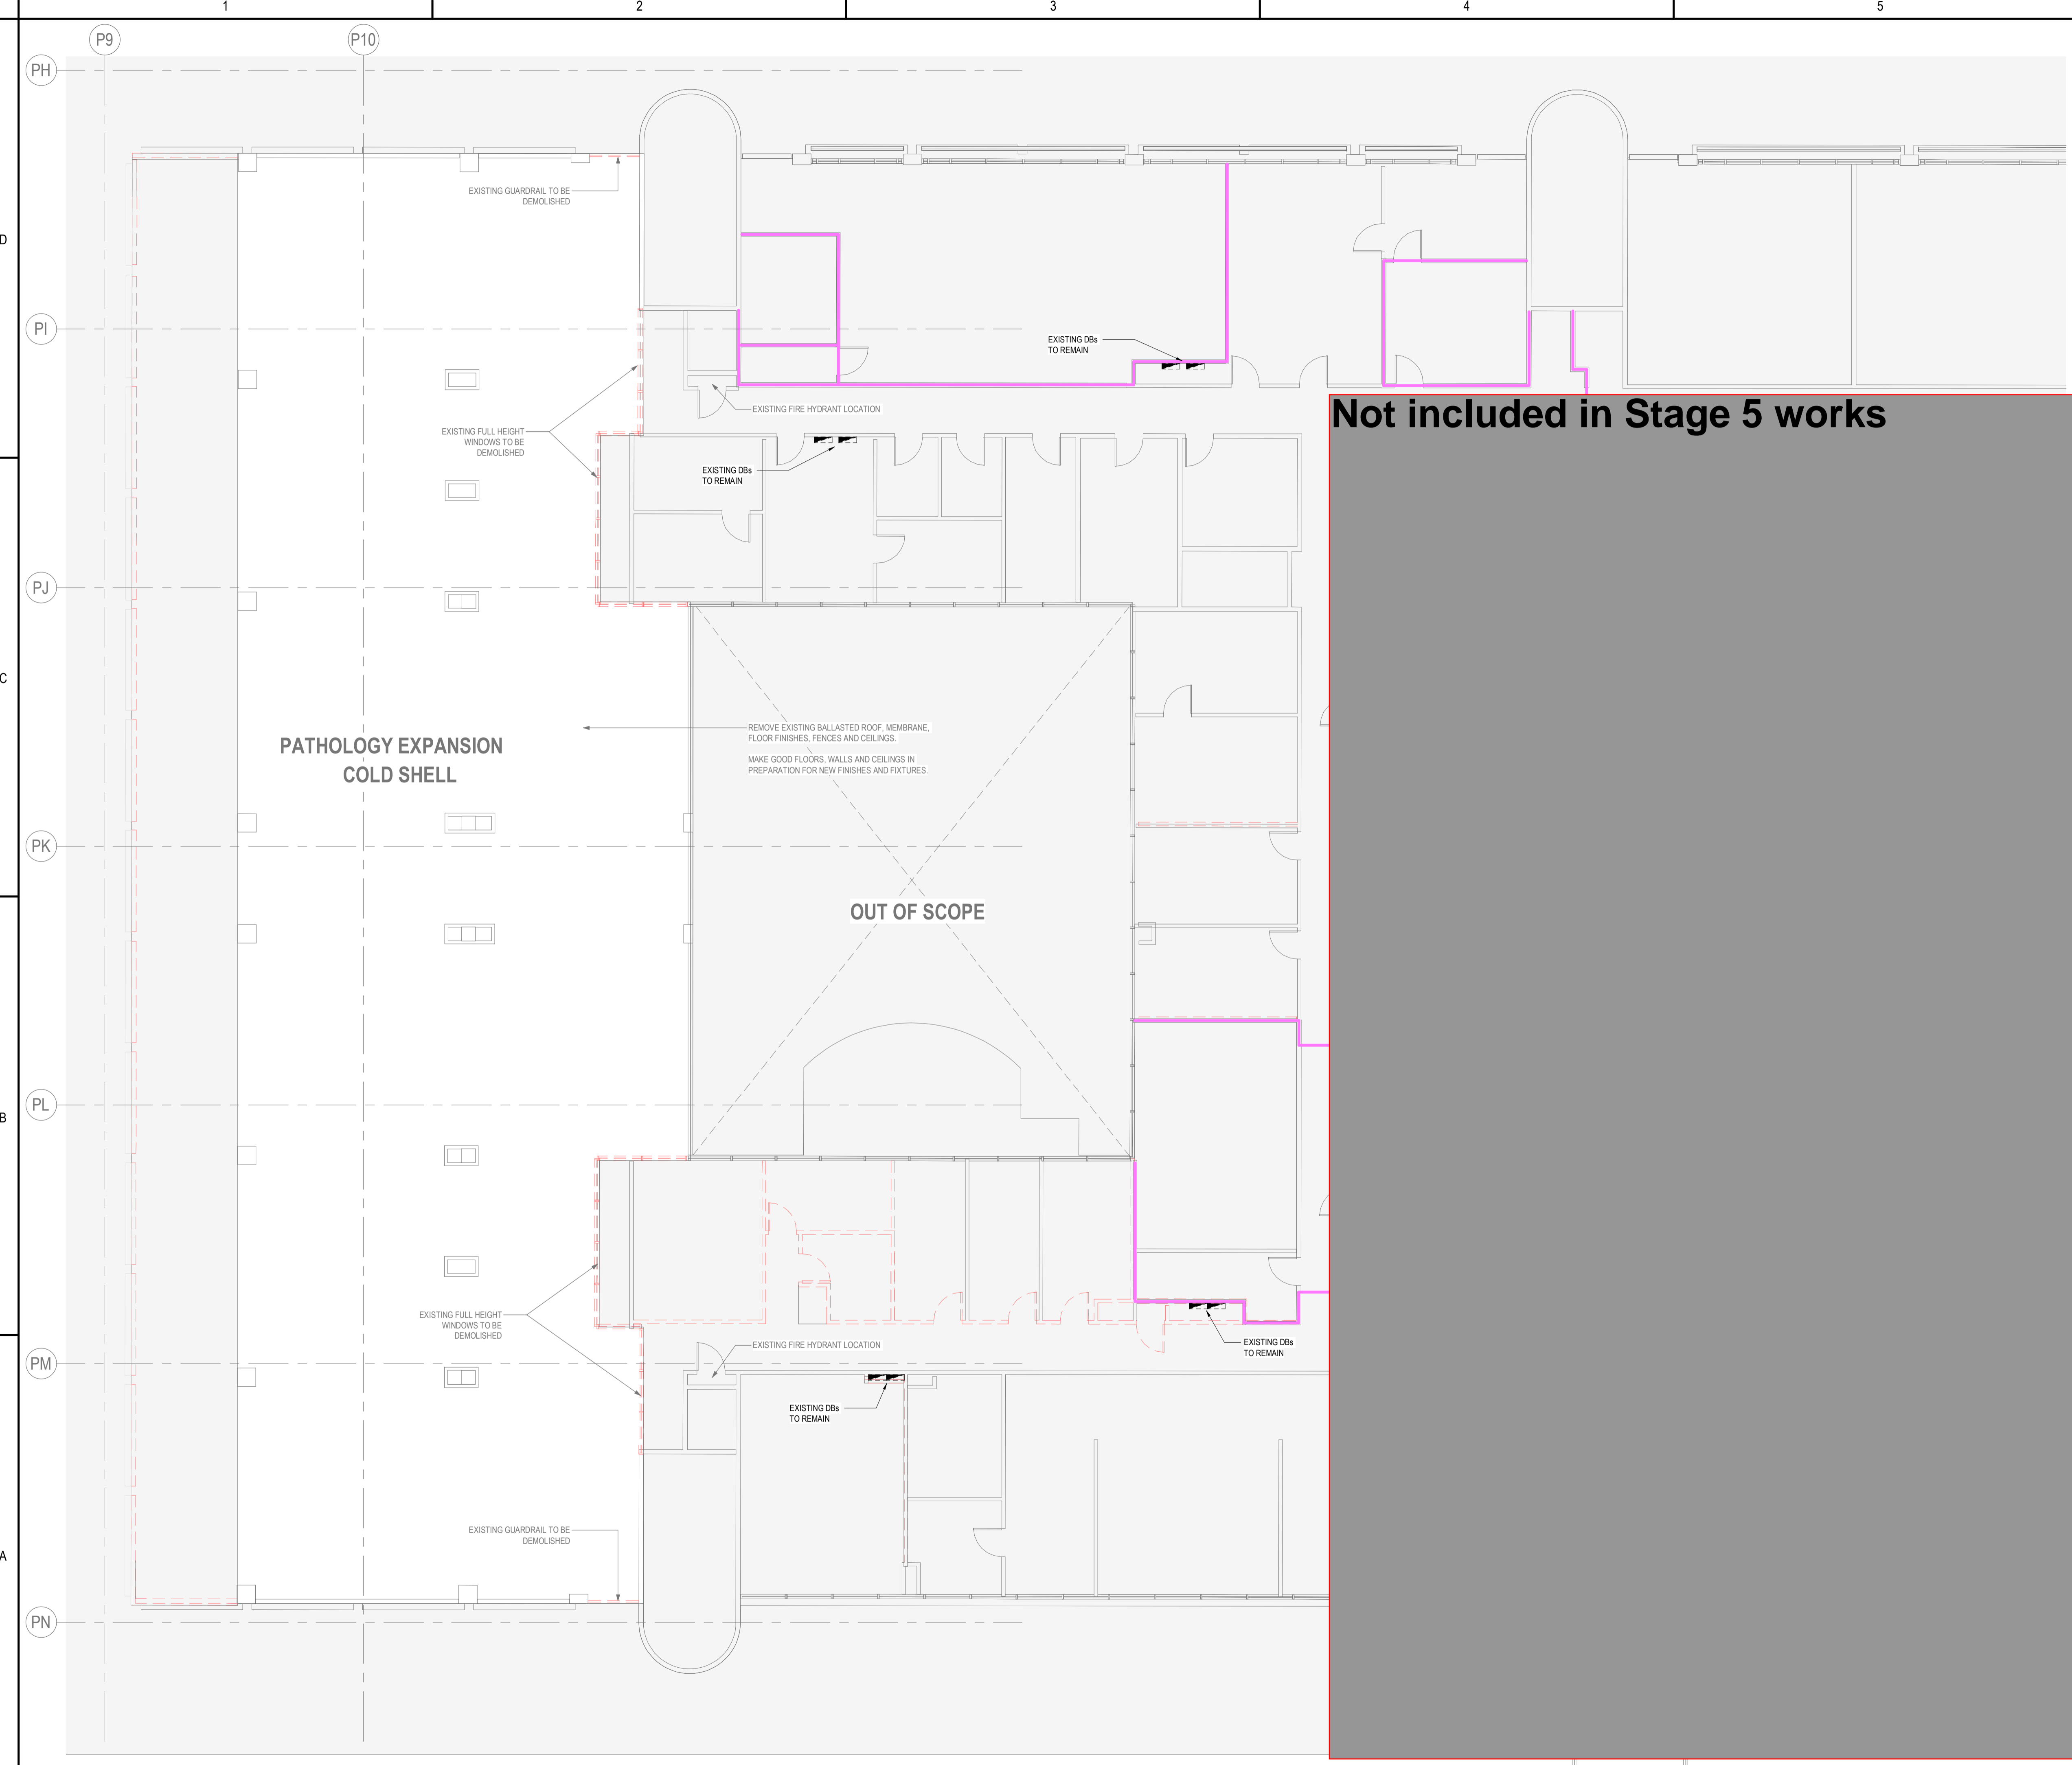 1 2 3 4 5
P9 P10
PH
D
EXISTING GUARDRAIL TO BE
DEMOLISHED
PI
EXISTING DBs
TO REMAIN
EXISTING FIRE HYDRANT LOCATION
Not included in Stage 5 works
EXISTING FULL HEIGHT
WINDOWS TO BE
DEMOLISHED
EXISTING DBs
TO REMAIN
PJ
C
REMOVE EXISTING BALLASTED ROOF, MEMBRANE,
FLOOR FINISHES, FENCES AND CEILINGS.
MAKE GOOD FLOORS, WALLS AND CEILINGS IN
PREPARATION FOR NEW FINISHES AND FIXTURES.
PATHOLOGY EXPANSION
COLD SHELL
PK
OUT OF SCOPE
PL
B
EXISTING FULL HEIGHT
WINDOWS TO BE
DEMOLISHED
EXISTING FIRE HYDRANT LOCATION
EXISTING DBs
TO REMAIN
PM
EXISTING DBs
TO REMAIN
EXISTING GUARDRAIL TO BE
DEMOLISHED
A
PN